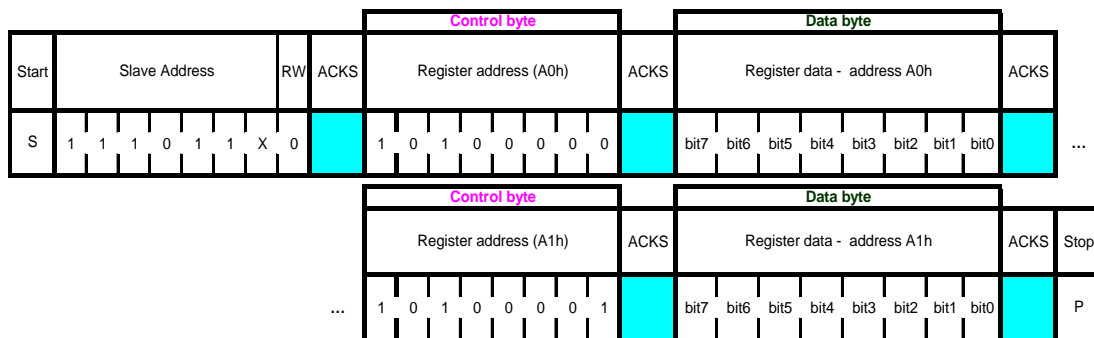 Control byte Data byte
Start Slave Address RW ACKS Register address (A0h) ACKS Register data - address A0h ACKS
S 1 1 1 0 1 1 X 0 1 0 1 0 0 0 0 0 bit7 bit6 bit5 bit4 bit3 bit2 bit1 bit0 ...
Control byte Data byte
Register address (A1h) ACKS Register data - address A1h ACKS Stop
... 1 0 1 0 0 0 0 1 bit7 bit6 bit5 bit4 bit3 bit2 bit1 bit0 P